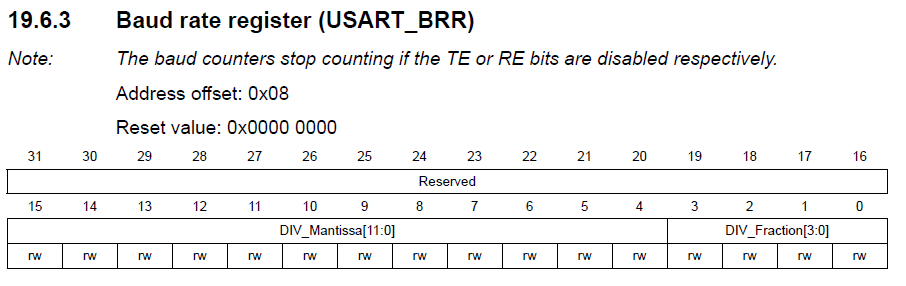 19.6.3 Baud rate register (USART_BRR)
Note: The baud counters stop counting if the TE or RE bits are disabled respectively.
Address offset: 0x08
Reset value: 0x0000 0000
31 30 29 28 27 26 25 24 23 22 21 20 19 18 17 16
Reserved
15 14 13 12 11 10 9 8 7 6 5 4 3 2 1 0
DIV_Mantissa[11:0] DIV_Fraction[3:0]
rw rw rw rw rw rw rw rw rw rw rw rw rw rw rw rw